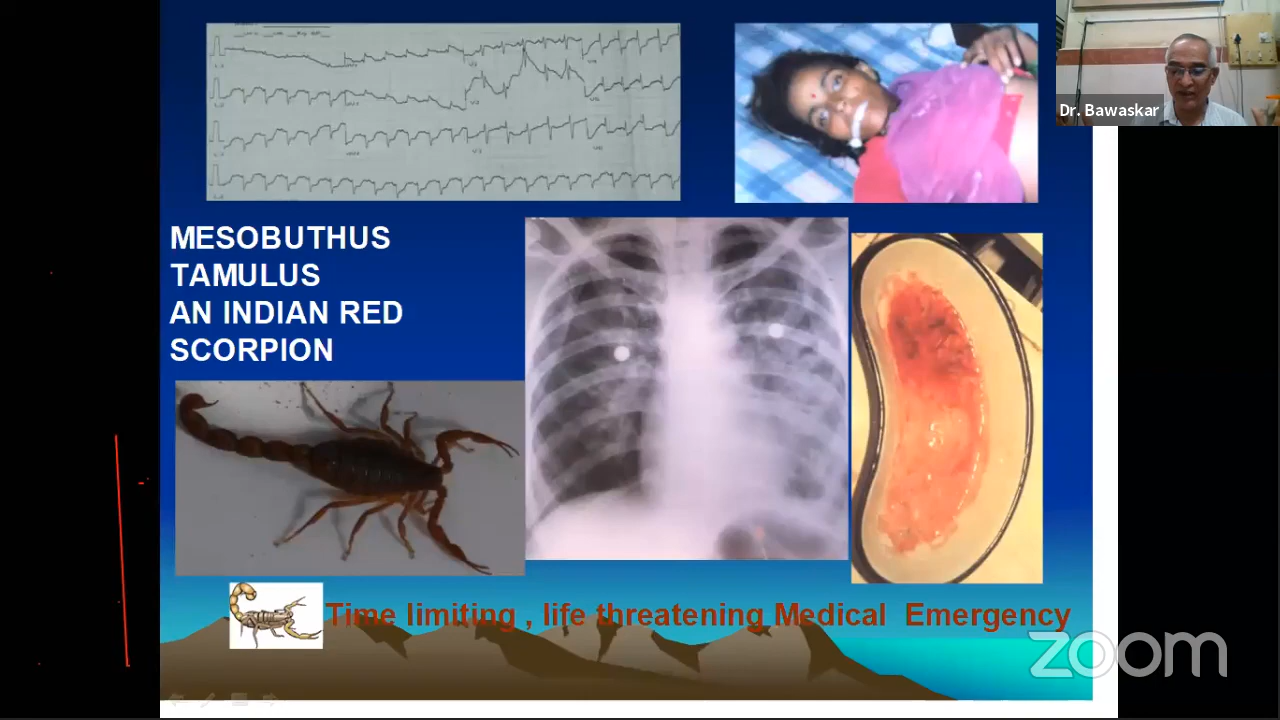 Dr. Bawaskar
MESOBUTHUS
TAMULUS
AN INDIAN RED
SCORPION
Time limiting , life threatening Medical Emergency
zoom